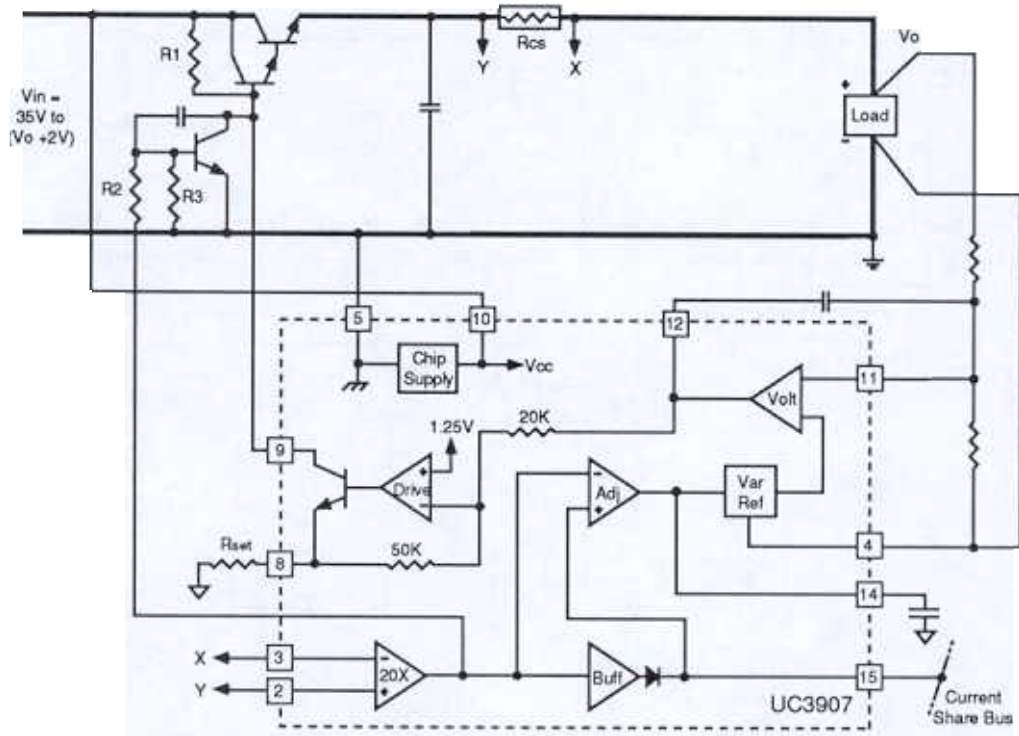 R1
Rcs
Y
X
Vo
Vin =
35V to
(Vo +2V)
+
Load
-
R2
R3
5
10
12
Chip
Supply
Vcc
11
Volt
1.25V
20K
9
+
Drive
-
-
Adj
+
Var
Ref
Rset
8
50K
4
14
X
3
-
20X
Y
2
+
Buff
15
UC3907
Current
Share Bus